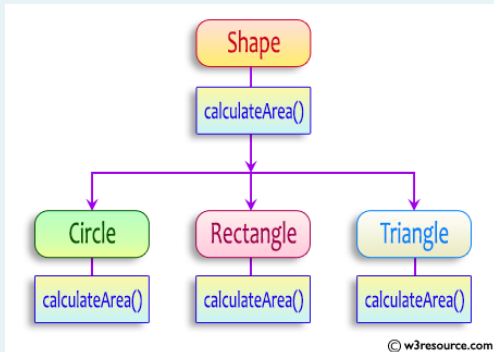 Shape
calculateArea()
Circle
Rectangle
Triangle
calculateArea()
calculateArea()
calculateArea()
© w3resource.com